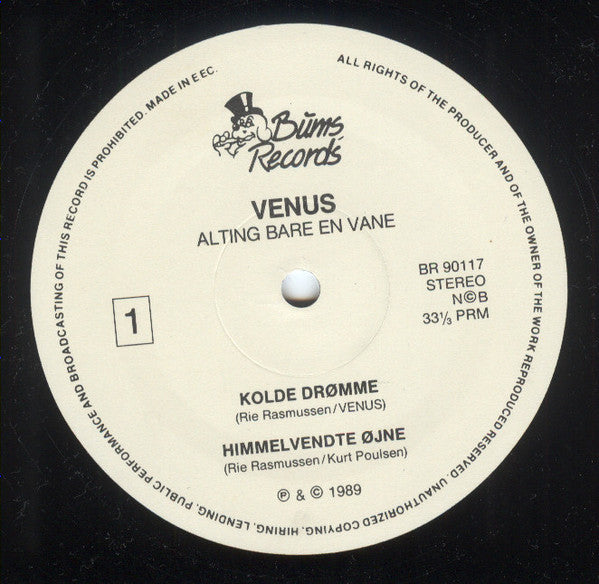 ALL RIGHTS OF THE PRODUCER AND OF THE OWNER OF THE WORK REPRODUCED RESERVED. UNAUTHORIZED COPYING, HIRING, LENDING, PUBLIC PERFORMANCE AND BROADCASTING OF THIS RECORD IS PROHIBITED. MADE IN EEC.
Bŭms
Records
VENUS
ALTING BARE EN VANE
BR 90117
STEREO
N©B
33⅓ PRM
1
KOLDE DRØMME
(Rie Rasmussen/VENUS)
HIMMELVENDTE ØJNE
(Rie Rasmussen/Kurt Poulsen)
℗ & © 1989